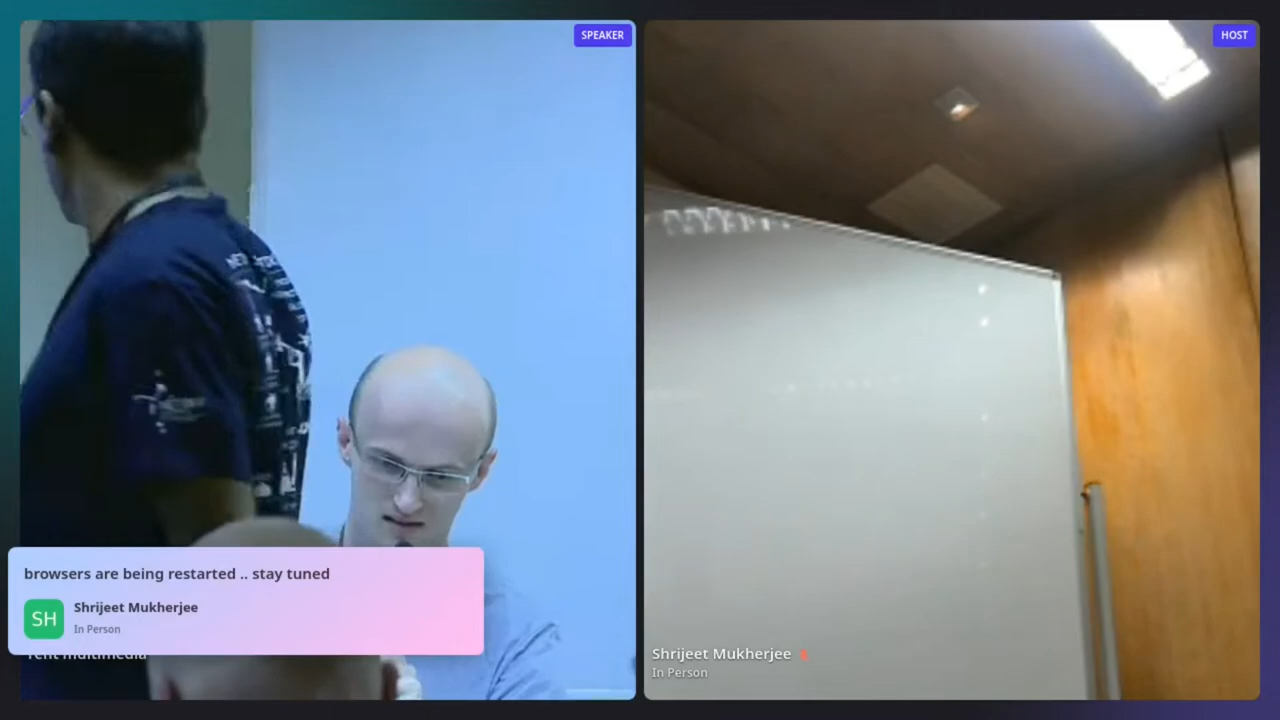 SPEAKER
HOST
browsers are being restarted .. stay tuned
SH
Shrijeet Mukherjee
In Person
Shrijeet Mukherjee
In Person